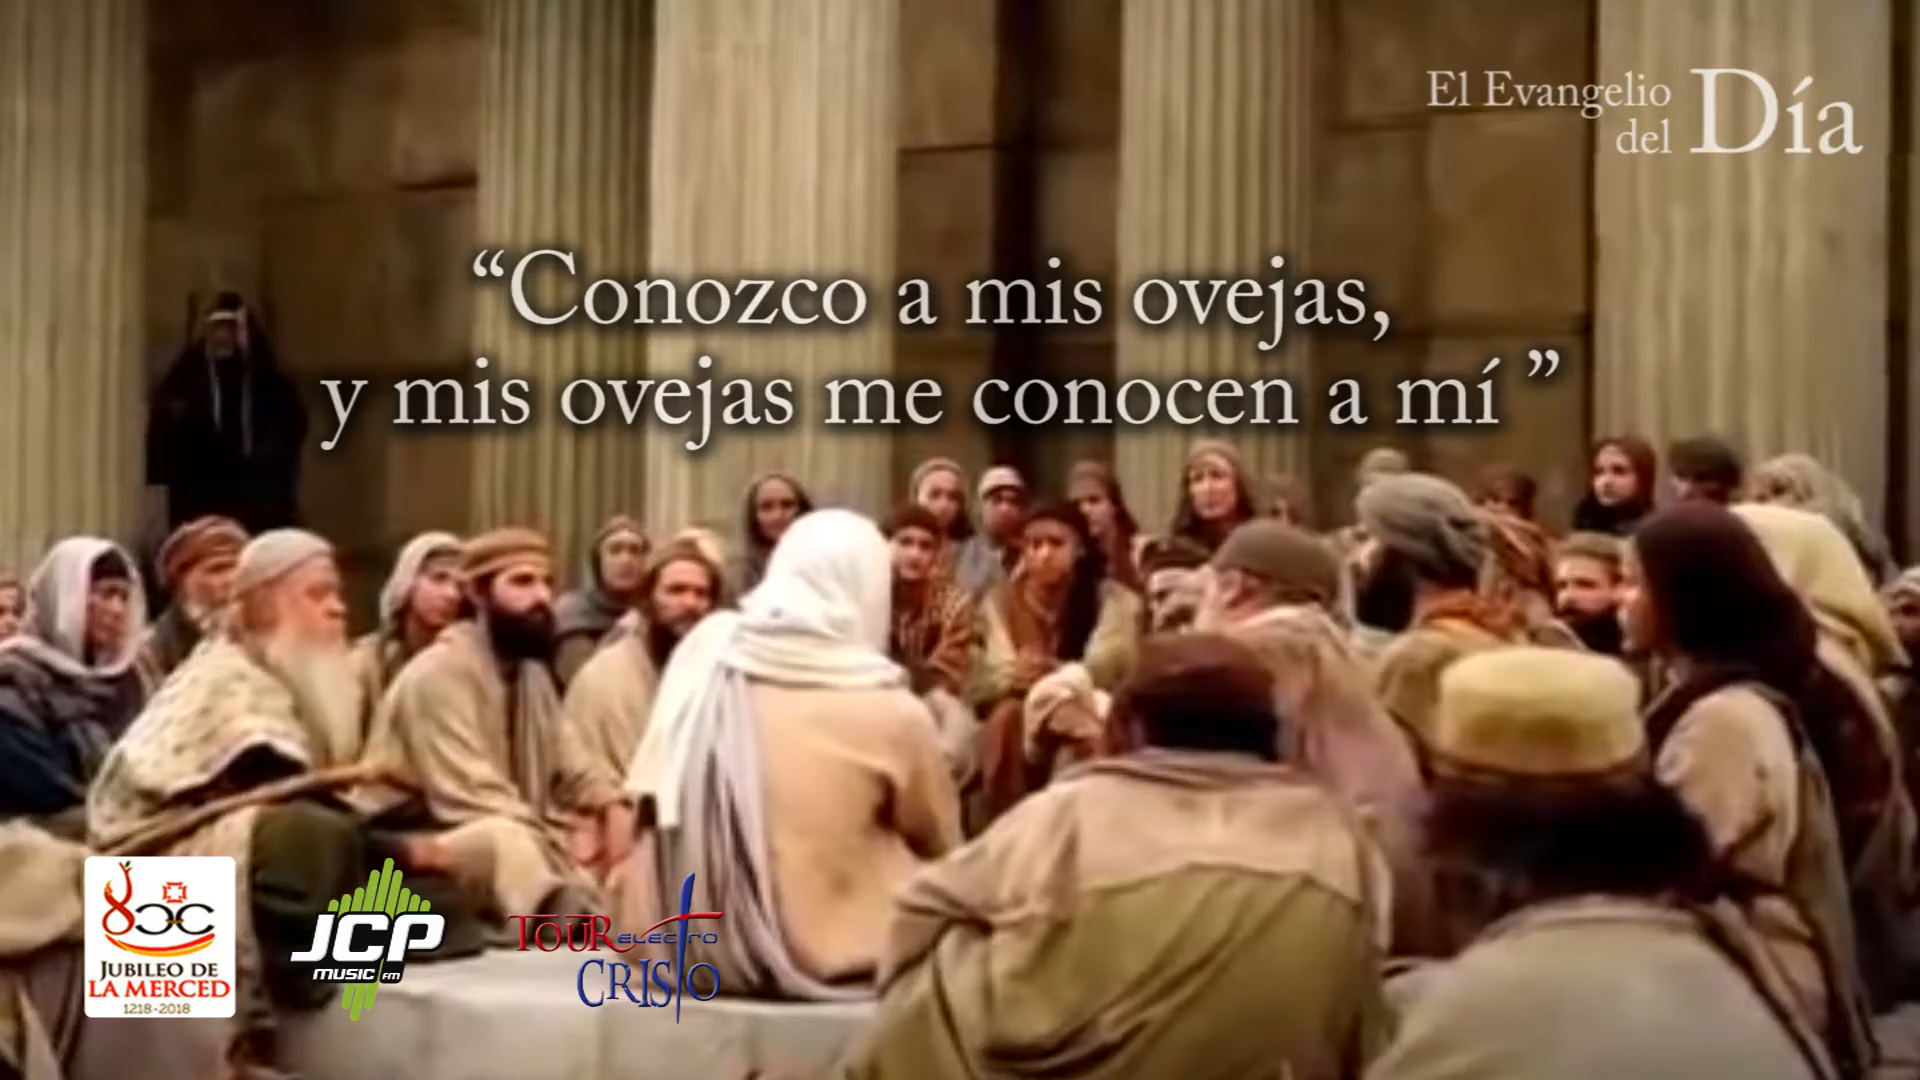 El Evangelio
del Día
“Conozco a mis ovejas,
y mis ovejas me conocen a mí ”
JUBILEO DE
LA MERCED
1218-2018
JCP
MUSIC FM
TOUR ELECTRO
CRISTO